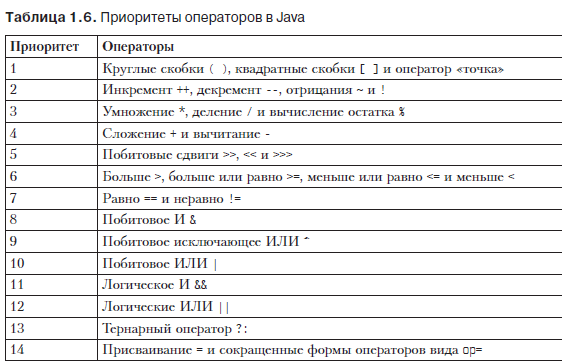 Таблица 1.6. Приоритеты операторов в Java
Приоритет Операторы
1 Круглые скобки ( ), квадратные скобки [ ] и оператор «точка»
2 Инкремент ++, декремент --, отрицания ~ и !
3 Умножение *, деление / и вычисление остатка %
4 Сложение + и вычитание -
5 Побитовые сдвиги >>, << и >>>
6 Больше >, больше или равно >=, меньше или равно <= и меньше <
7 Равно == и неравно !=
8 Побитовое И &
9 Побитовое исключающее ИЛИ ^
10 Побитовое ИЛИ |
11 Логическое И &&
12 Логические ИЛИ ||
13 Тернарный оператор ?:
14 Присваивание = и сокращенные формы операторов вида op=